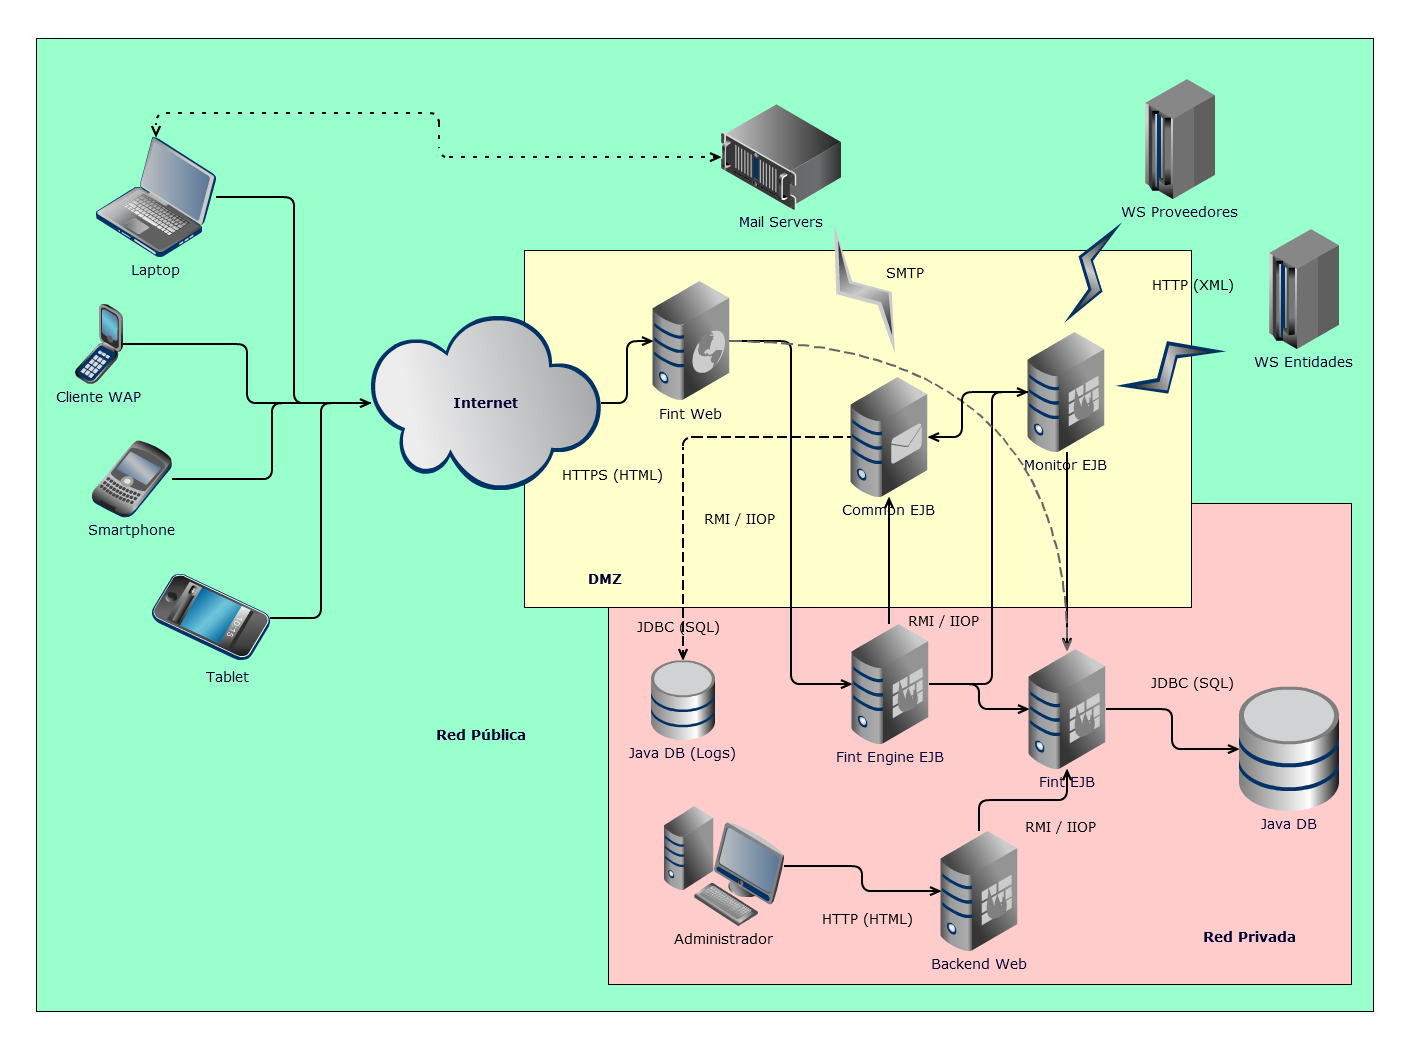 WS Proveedores
Mail Servers
Laptop
SMTP
HTTP (XML)
WS Entidades
Cliente WAP
Internet
Fint Web
Monitor EJB
HTTPS (HTML)
Common EJB
RMI / IIOP
Smartphone
DMZ
JDBC (SQL)
RMI / IIOP
10:15
Tablet
JDBC (SQL)
Red Pública
Java DB (Logs)
Fint Engine EJB
Fint EJB
Java DB
RMI / IIOP
HTTP (HTML)
Administrador
Red Privada
Backend Web